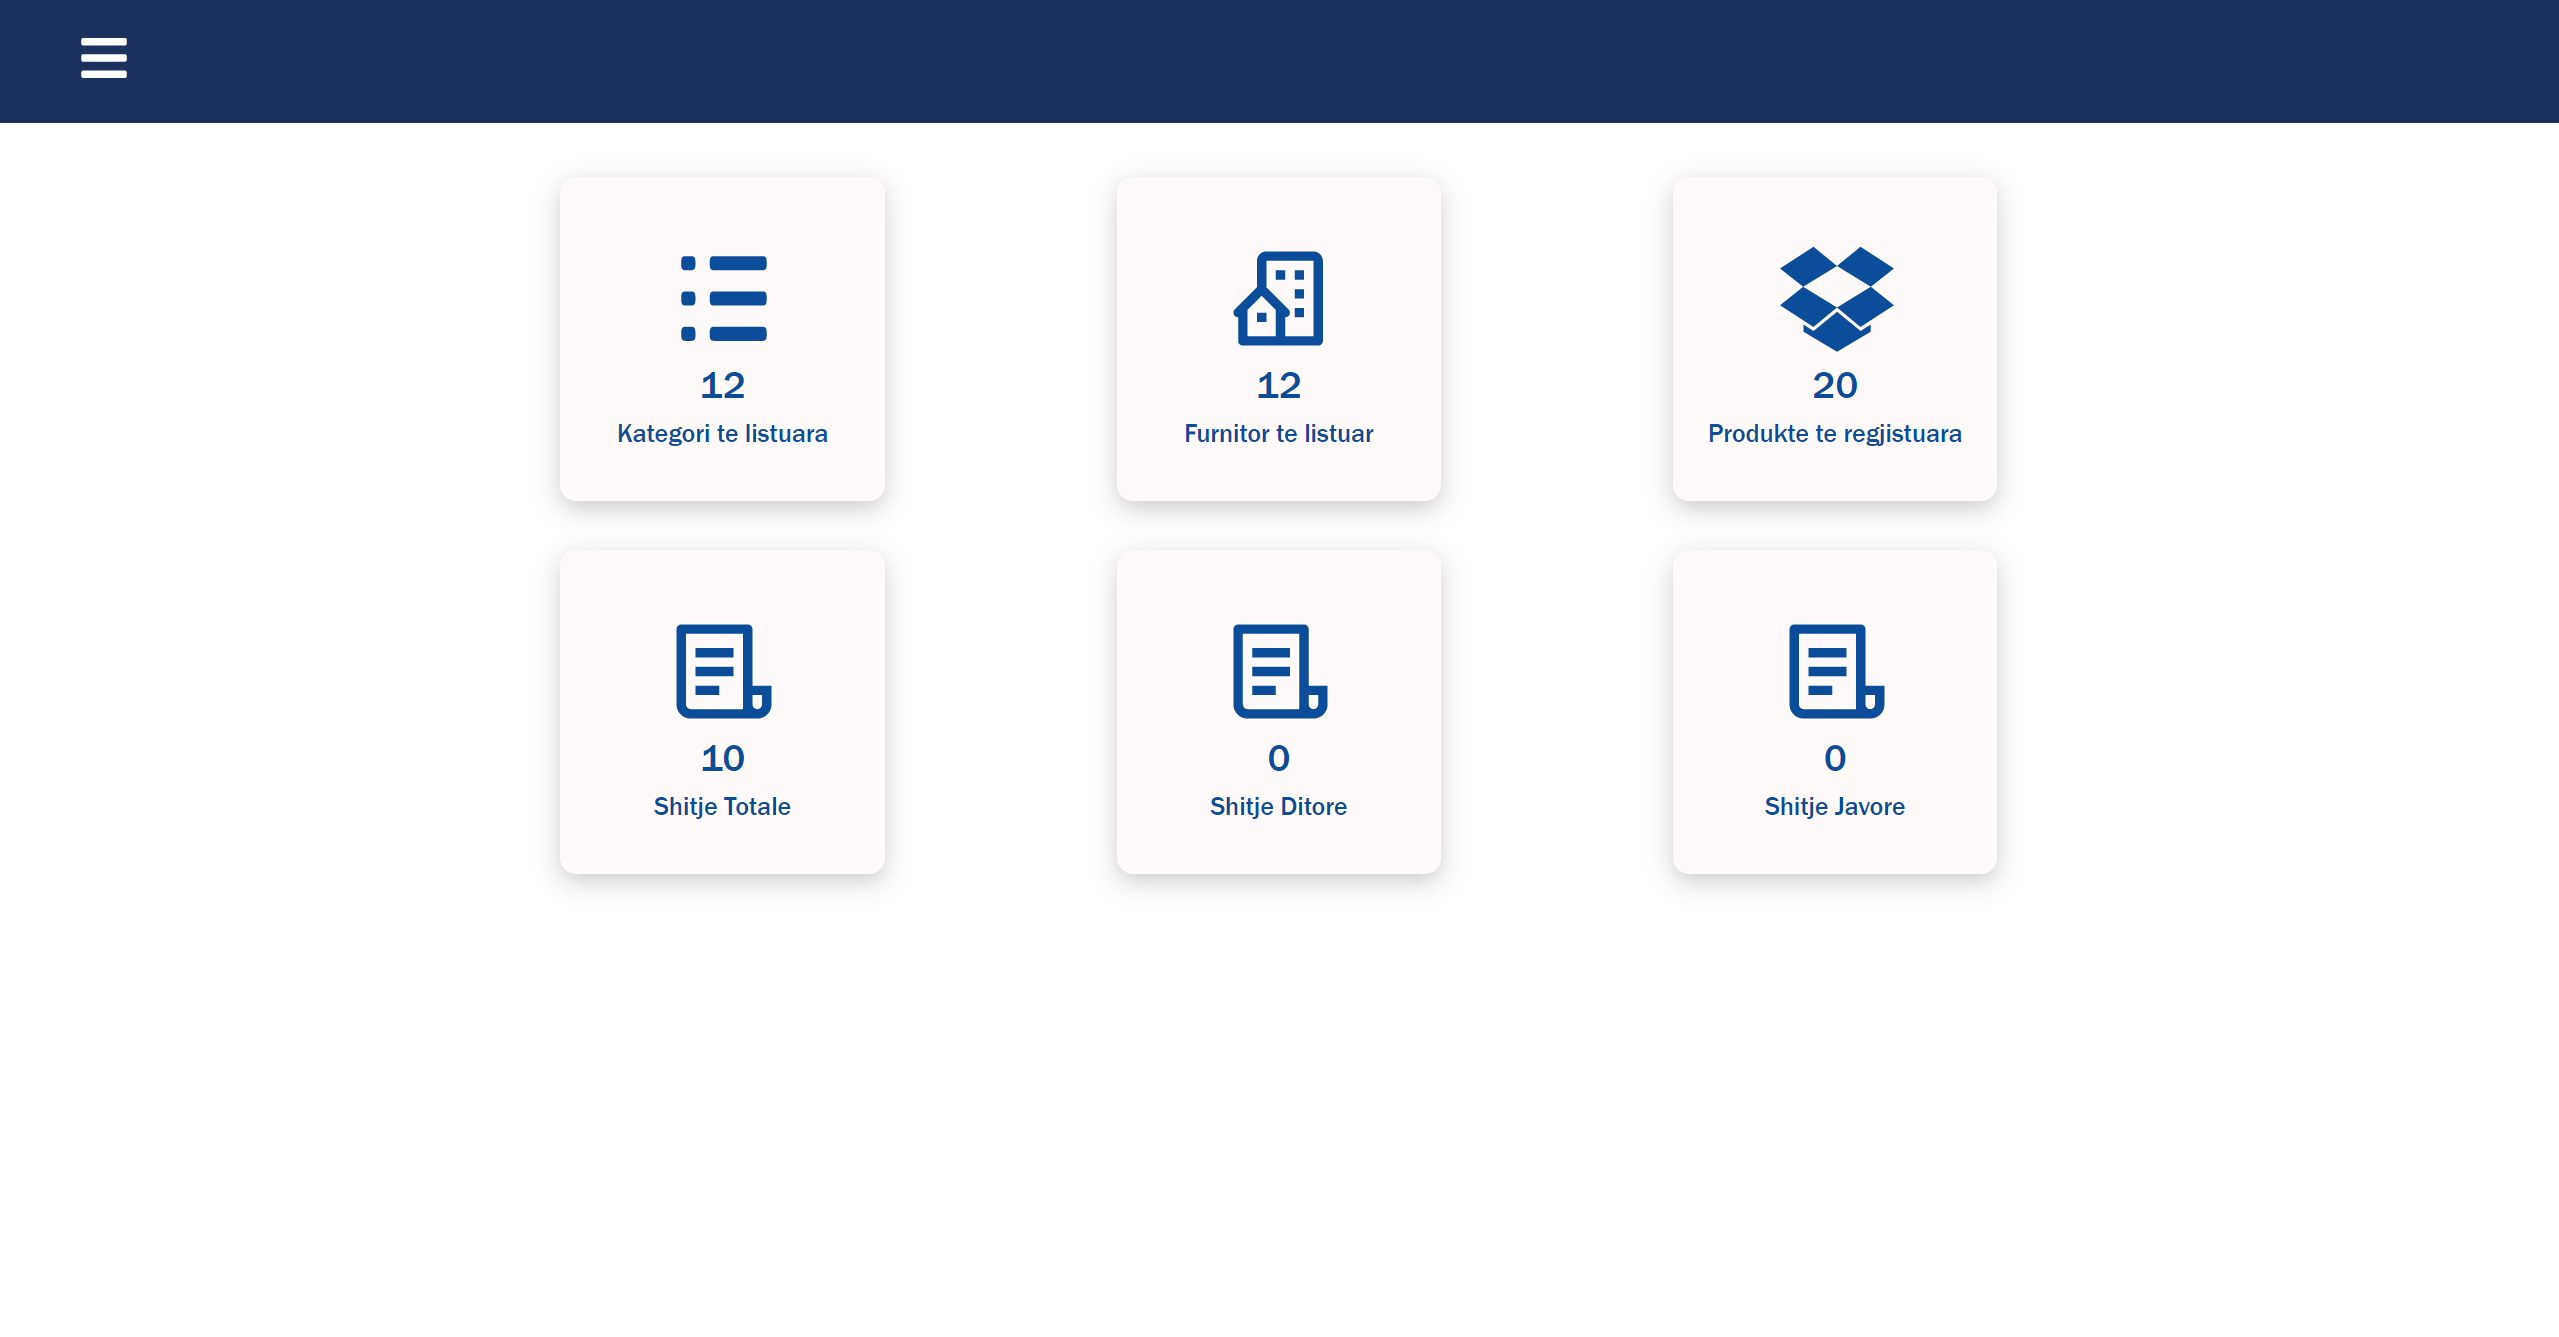 12
Kategori te listuara
12
Furnitor te listuar
20
Produkte te regjistuara
10
Shitje Totale
0
Shitje Ditore
0
Shitje Javore